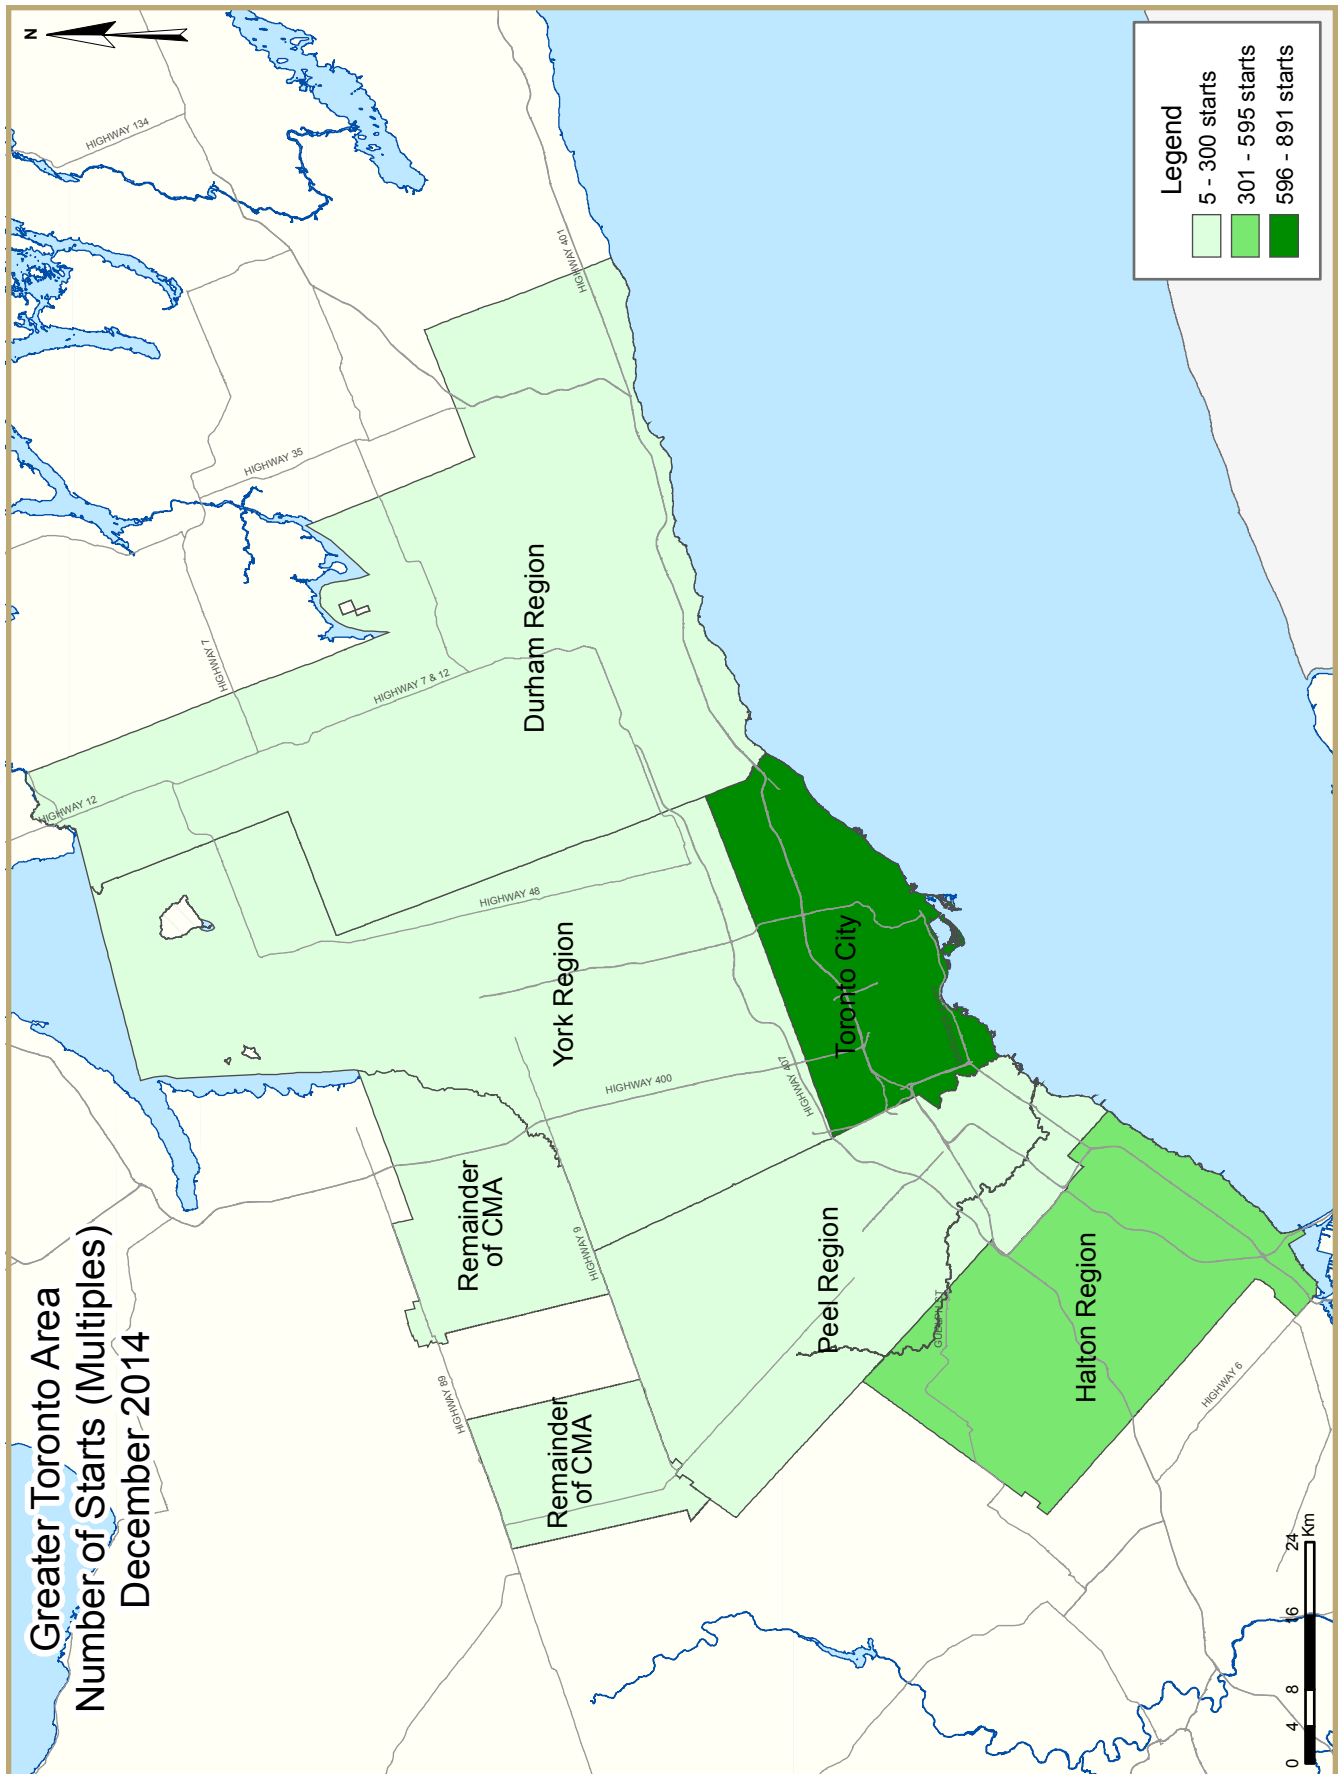 Greater Toronto Area
Number of Starts (Multiples)
December 2014
N
HIGHWAY 134
HIGHWAY 35
HIGHWAY 7
HIGHWAY 12
HIGHWAY 7 & 12
HIGHWAY 401
Durham Region
HIGHWAY 48
York Region
HIGHWAY 400
HIGHWAY 407
Toronto City
Remainder
of CMA
HIGHWAY 9
HIGHWAY 89
Remainder
of CMA
Peel Region
GUELPH ST
Halton Region
HIGHWAY 6
0 4 8 16 24
Km
Legend
5 - 300 starts
301 - 595 starts
596 - 891 starts